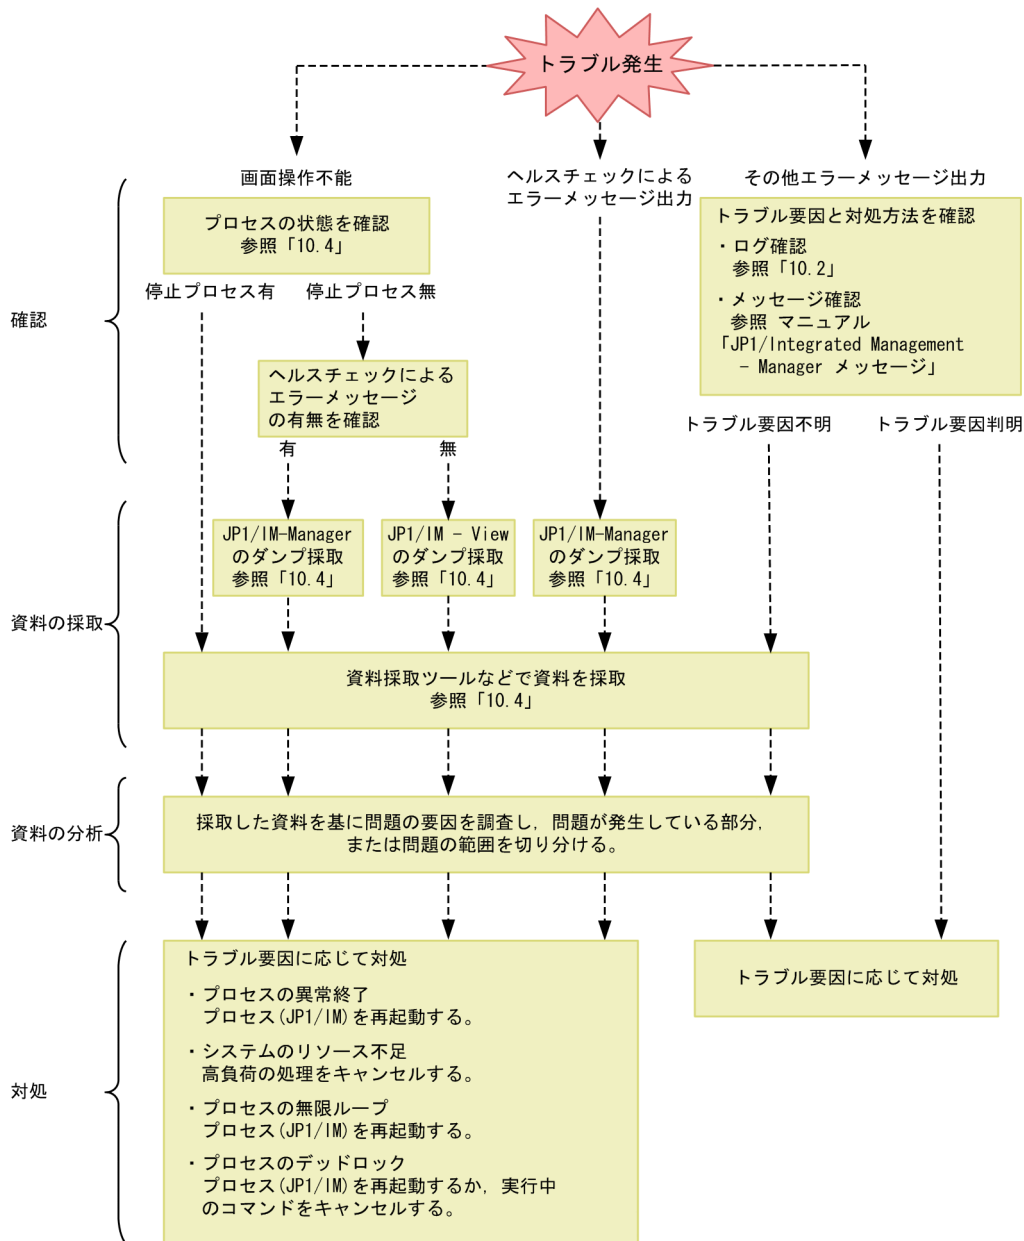 トラブル発生
画面操作不能
プロセスの状態を確認
参照「10.4」
停止プロセス有
停止プロセス無
ヘルスチェックによる
エラーメッセージ
の有無を確認
有
無
ヘルスチェックによる
エラーメッセージ出力
その他エラーメッセージ出力
トラブル要因と対処方法を確認
・ログ確認
参照「10.2」
・メッセージ確認
参照 マニュアル
「JP1/Integrated Management
- Manager メッセージ」
トラブル要因不明
トラブル要因判明
確認
JP1/IM-Manager
のダンプ採取
参照「10.4」
JP1/IM - View
のダンプ採取
参照「10.4」
JP1/IM-Manager
のダンプ採取
参照「10.4」
資料の採取
資料採取ツールなどで資料を採取
参照「10.4」
資料の分析
採取した資料を基に問題の要因を調査し，問題が発生している部分，
または問題の範囲を切り分ける。
対処
トラブル要因に応じて対処
・プロセスの異常終了
プロセス(JP1/IM)を再起動する。
・システムのリソース不足
高負荷の処理をキャンセルする。
・プロセスの無限ループ
プロセス(JP1/IM)を再起動する。
・プロセスのデッドロック
プロセス(JP1/IM)を再起動するか，実行中
のコマンドをキャンセルする。
トラブル要因に応じて対処